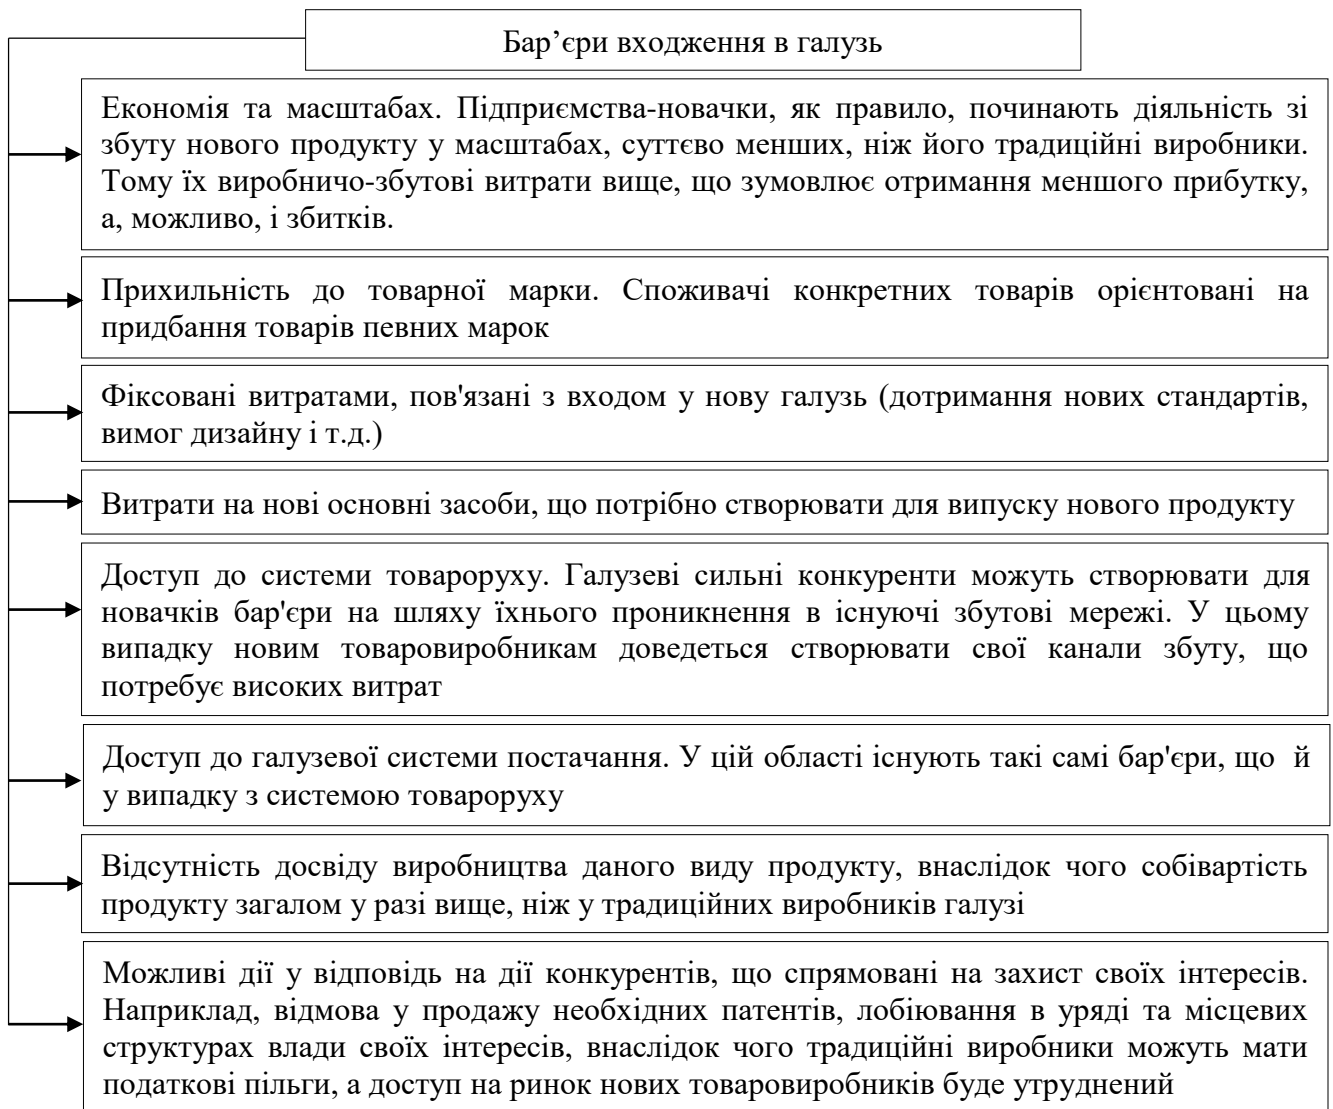 Бар’єри входження в галузь
Економія та масштабах. Підприємства-новачки, як правило, починають діяльність зі
збуту нового продукту у масштабах, суттєво менших, ніж його традиційні виробники.
Тому їх виробничо-збутові витрати вище, що зумовлює отримання меншого прибутку,
а, можливо, і збитків.
Прихильність до товарної марки. Споживачі конкретних товарів орієнтовані на
придбання товарів певних марок
Фіксовані витратами, пов'язані з входом у нову галузь (дотримання нових стандартів,
вимог дизайну і т.д.)
Витрати на нові основні засоби, що потрібно створювати для випуску нового продукту
Доступ до системи товароруху. Галузеві сильні конкуренти можуть створювати для
новачків бар'єри на шляху їхнього проникнення в існуючі збутові мережі. У цьому
випадку новим товаровиробникам доведеться створювати свої канали збуту, що
потребує високих витрат
Доступ до галузевої системи постачання. У цій області існують такі самі бар'єри, що й
у випадку з системою товароруху
Відсутність досвіду виробництва даного виду продукту, внаслідок чого собівартість
продукту загалом у разі вище, ніж у традиційних виробників галузі
Можливі дії у відповідь на дії конкурентів, що спрямовані на захист своїх інтересів.
Наприклад, відмова у продажу необхідних патентів, лобіювання в уряді та місцевих
структурах влади своїх інтересів, внаслідок чого традиційні виробники можуть мати
податкові пільги, а доступ на ринок нових товаровиробників буде утруднений